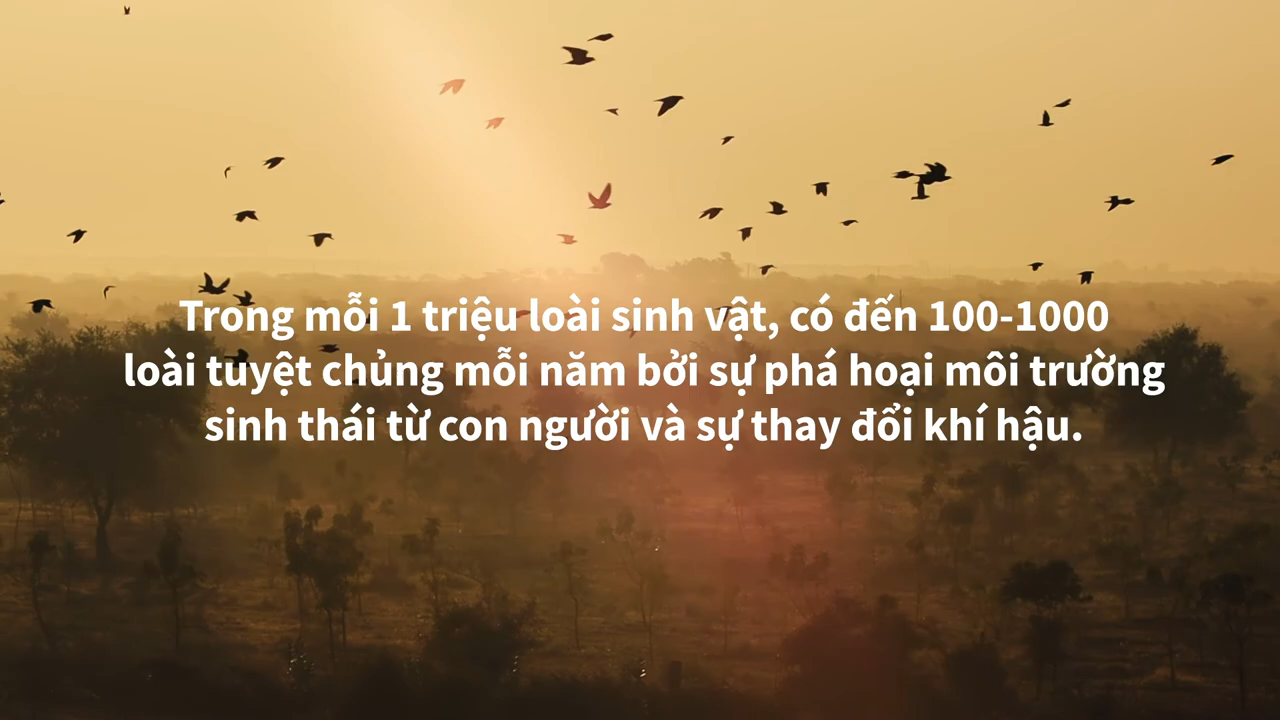 Trong mỗi 1 triệu loài sinh vật, có đến 100-1000
loài tuyệt chủng mỗi năm bởi sự phá hoại môi trường
sinh thái từ con người và sự thay đổi khí hậu.